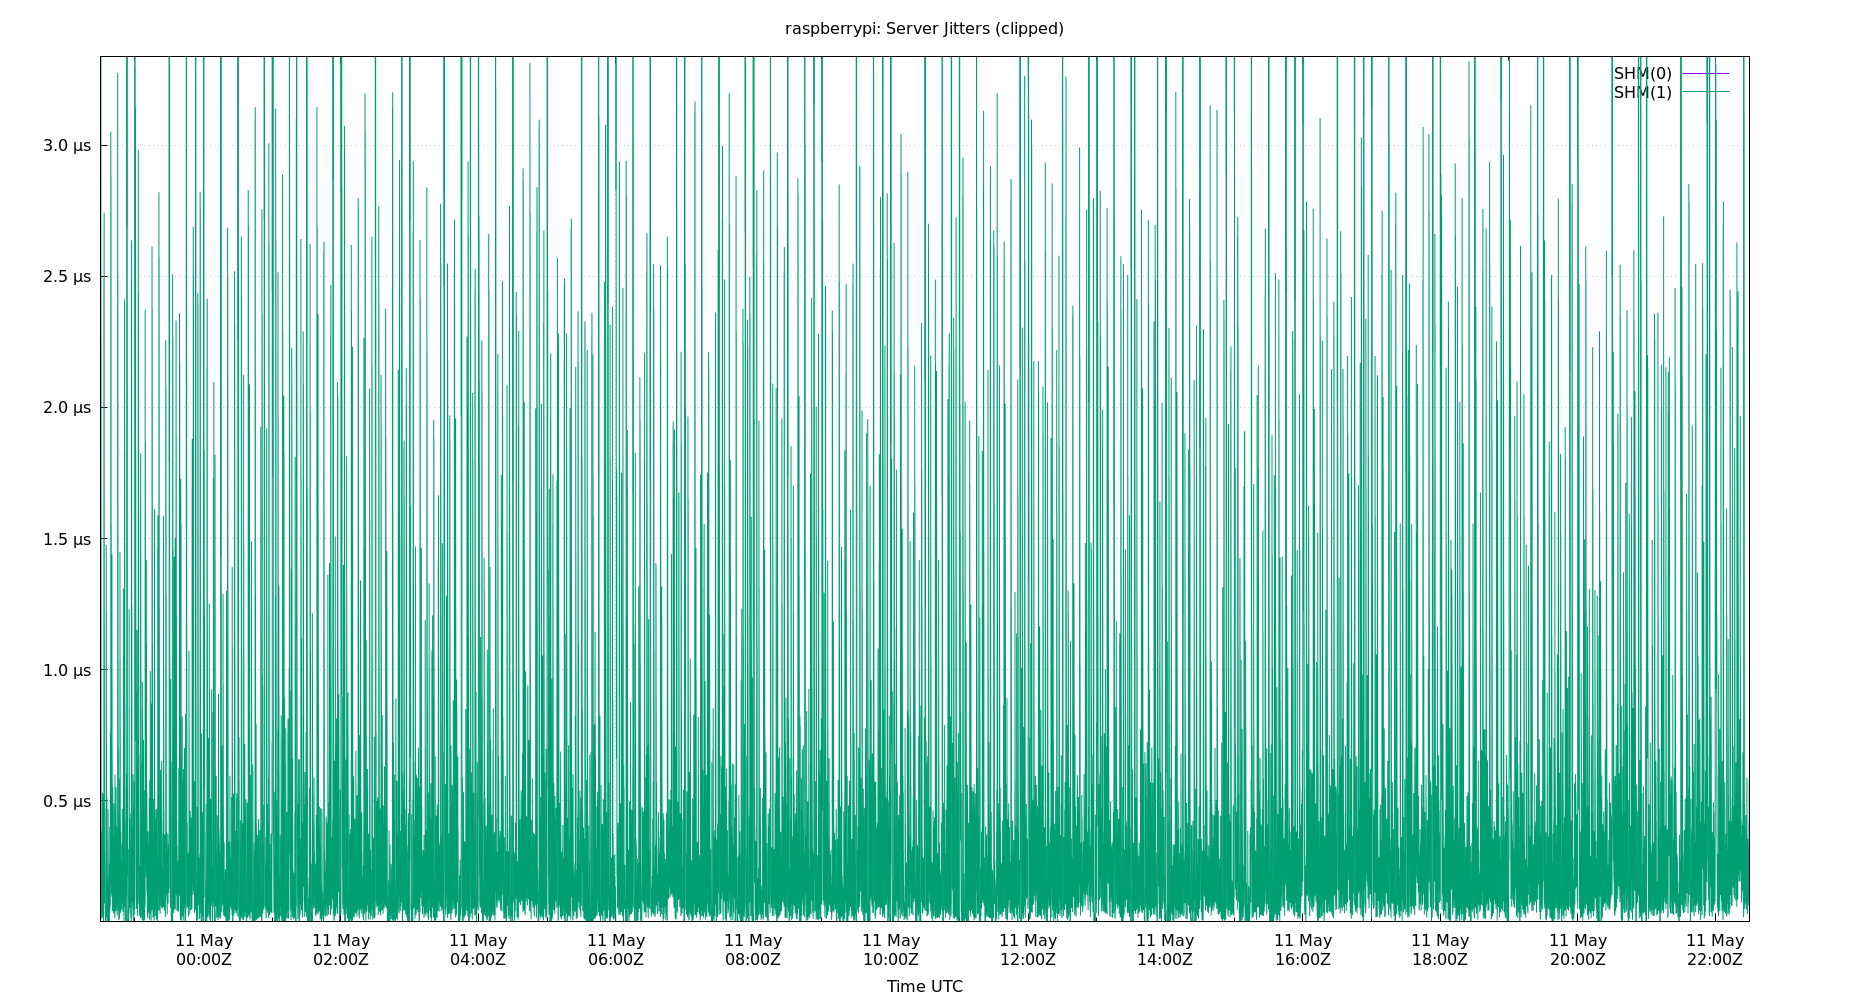 raspberrypi: Server Jitters (clipped)
SHM(0)
SHM(1)
3.0 µs
2.5 µs
2.0 µs
1.5 µs
1.0 µs
0.5 µs
11 May 11 May 11 May 11 May 11 May 11 May 11 May 11 May 11 May 11 May 11 May 11 May
00:00Z 02:00Z 04:00Z 06:00Z 08:00Z 10:00Z 12:00Z 14:00Z 16:00Z 18:00Z 20:00Z 22:00Z
Time UTC